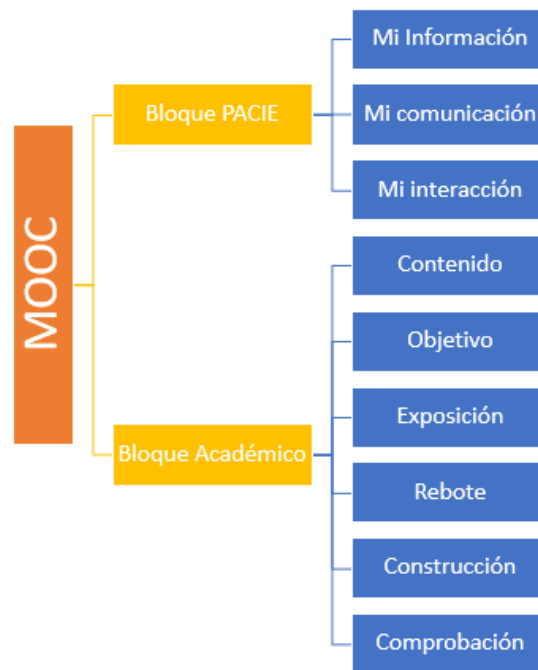 MOOC
Bloque PACIE
Mi Información
Mi comunicación
Mi interacción
Bloque Académico
Contenido
Objetivo
Exposición
Rebote
Construcción
Comprobación